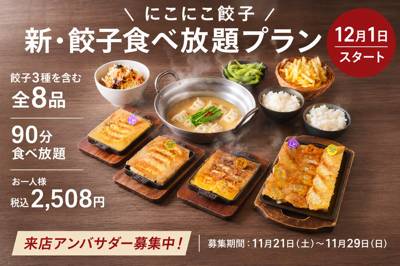 にこにこ餃子
新・餃子食べ放題プラン
12月1日
スタート
餃子3種を含む
全8品
90分
食べ放題
お一人様
税込2,508円
来店アンバサダー募集中！
募集期間：11月21日(土)～11月29日(日)